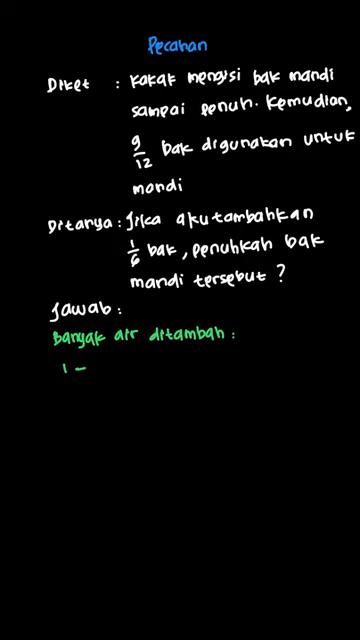 Pecahan
Diket : Kakak mengisi bak mandi
sampai penuh. Kemudian,
9/12 bak digunakan untuk
mandi
Ditanya : Jika aku tambahkan
1/6 bak, penuhkah bak
mandi tersebut ?
Jawab :
Banyak air ditambah :
1 -